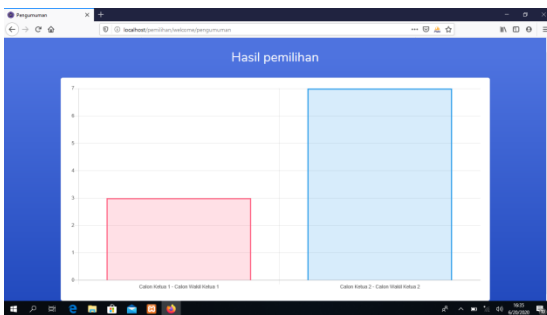 Pengumuman
localhost/pemilihan/welcome/pengumuman
Hasil pemilihan
7
6
5
4
3
2
1
0
Calon Ketua 1 - Calon Wakil Ketua 1
Calon Ketua 2 - Calon Wakil Ketua 2
16:35
6/20/2020